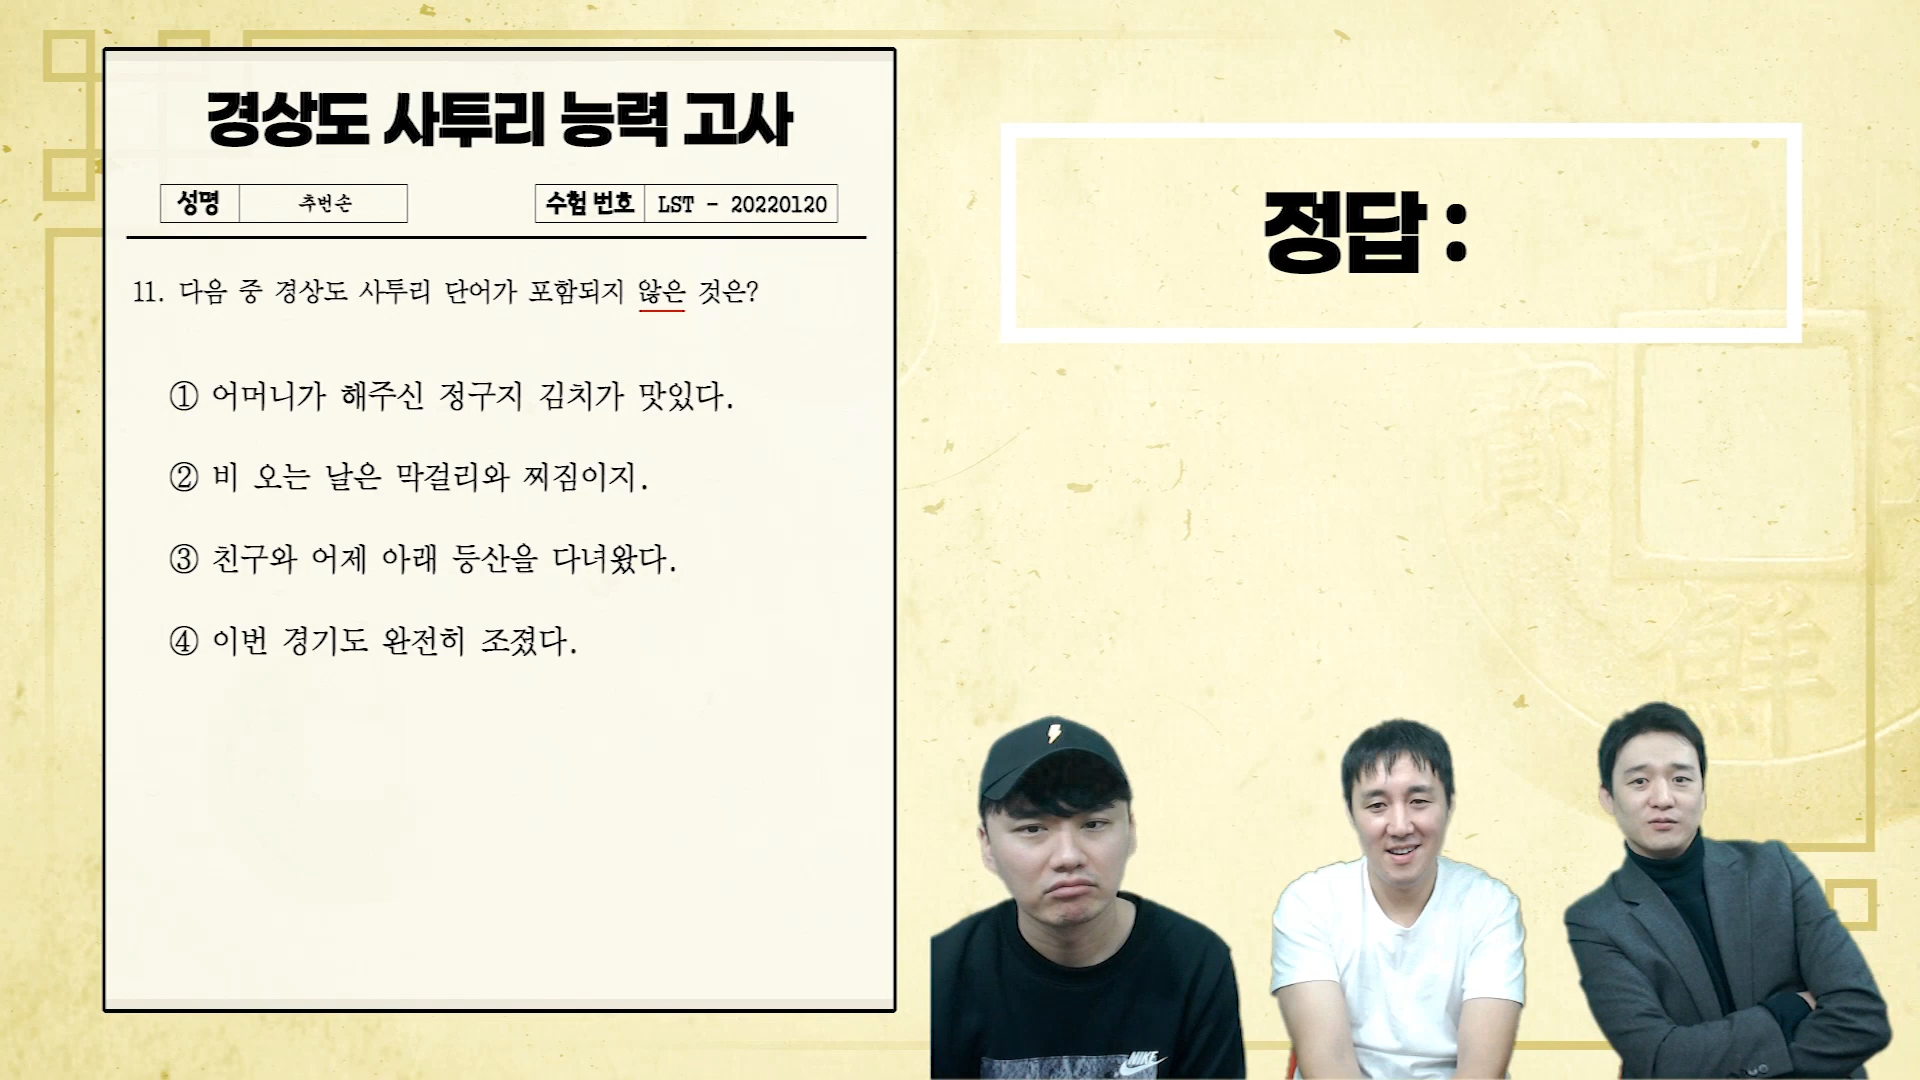 경상도 사투리 능력 고사
성명 추번손 수험 번호 LST - 20220120
11. 다음 중 경상도 사투리 단어가 포함되지 않은 것은?
① 어머니가 해주신 정구지 김치가 맛있다.
② 비 오는 날은 막걸리와 찌짐이지.
③ 친구와 어제 아래 등산을 다녀왔다.
④ 이번 경기도 완전히 조졌다.
정답 :
NIKE